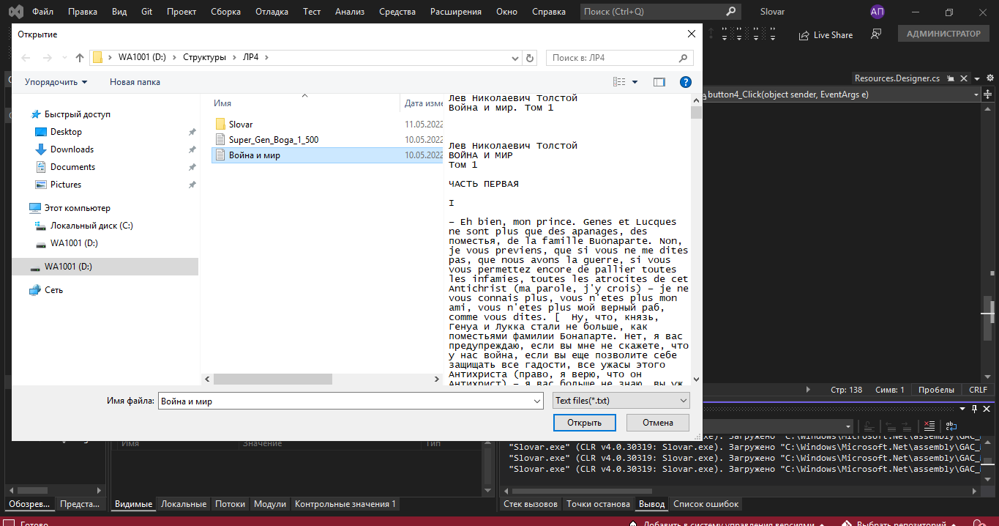 Файл Правка Вид Git Проект Сборка Отладка Тест Анализ Средства Расширения Окно Справка Поиск (Ctrl+Q) Slovar АП
Live Share АДМИНИСТРАТОР
Открытие
WA1001 (D:) Структуры ЛР4 Поиск в: ЛР4
Упорядочить Новая папка
Resources.Designer.cs
button4_Click(object sender, EventArgs e)
Быстрый доступ
Desktop
Downloads
Documents
Pictures
Этот компьютер
Локальный диск (C:)
WA1001 (D:)
WA1001 (D:)
Сеть
Имя Дата изме
Slovar 11.05.2022
Super_Gen_Boga_1_500 10.05.2022
Война и мир 10.05.2022
Лев Николаевич Толстой
Война и мир. Том 1
Лев Николаевич Толстой
ВОЙНА И МИР
Том 1
ЧАСТЬ ПЕРВАЯ
I
– Eh bien, mon prince. Genes et Lucques
ne sont plus que des apanages, des
поместья, de la famille Buonaparte. Non,
je vous previens, que si vous ne me dites
pas, que nous avons la guerre, si vous
vous permettez encore de pallier toutes
les infamies, toutes les atrocites de cet
Antichrist (ma parole, j'y crois) – je ne
vous connais plus, vous n'etes plus mon
ami, vous n'etes plus мой верный раб,
comme vous dites. [ Ну, что, князь,
Генуа и Лукка стали не больше, как
поместьями фамилии Бонапарте. Нет, я вас
предупреждаю, если вы мне не скажете, что
у нас война, если вы еще позволите себе
защищать все гадости, все ужасы этого
Антихриста (право, я верю, что он
Антихрист) – я вас больше не знаю, вы уж
Имя файла: Война и мир Text files(*.txt)
Открыть Отмена
Стр: 138 Симв: 1 Пробелы CRLF
Имя Значение Тип
"Slovar.exe" (CLR v4.0.30319: Slovar.exe). Загружено "C:\Windows\Microsoft.Net\assembly\GAC_
"Slovar.exe" (CLR v4.0.30319: Slovar.exe). Загружено "C:\Windows\Microsoft.Net\assembly\GAC_
"Slovar.exe" (CLR v4.0.30319: Slovar.exe). Загружено "C:\Windows\Microsoft.Net\assembly\GAC_
"Slovar.exe" (CLR v4.0.30319: Slovar.exe). Загружено "C:\Windows\Microsoft.Net\assembly\GAC_
Обозрев... Предста... Видимые Локальные Потоки Модули Контрольные значения 1 Стек вызовов Точки останова Вывод Список ошибок
Готово Добавить в систему управления версиями Выбрать репозиторий